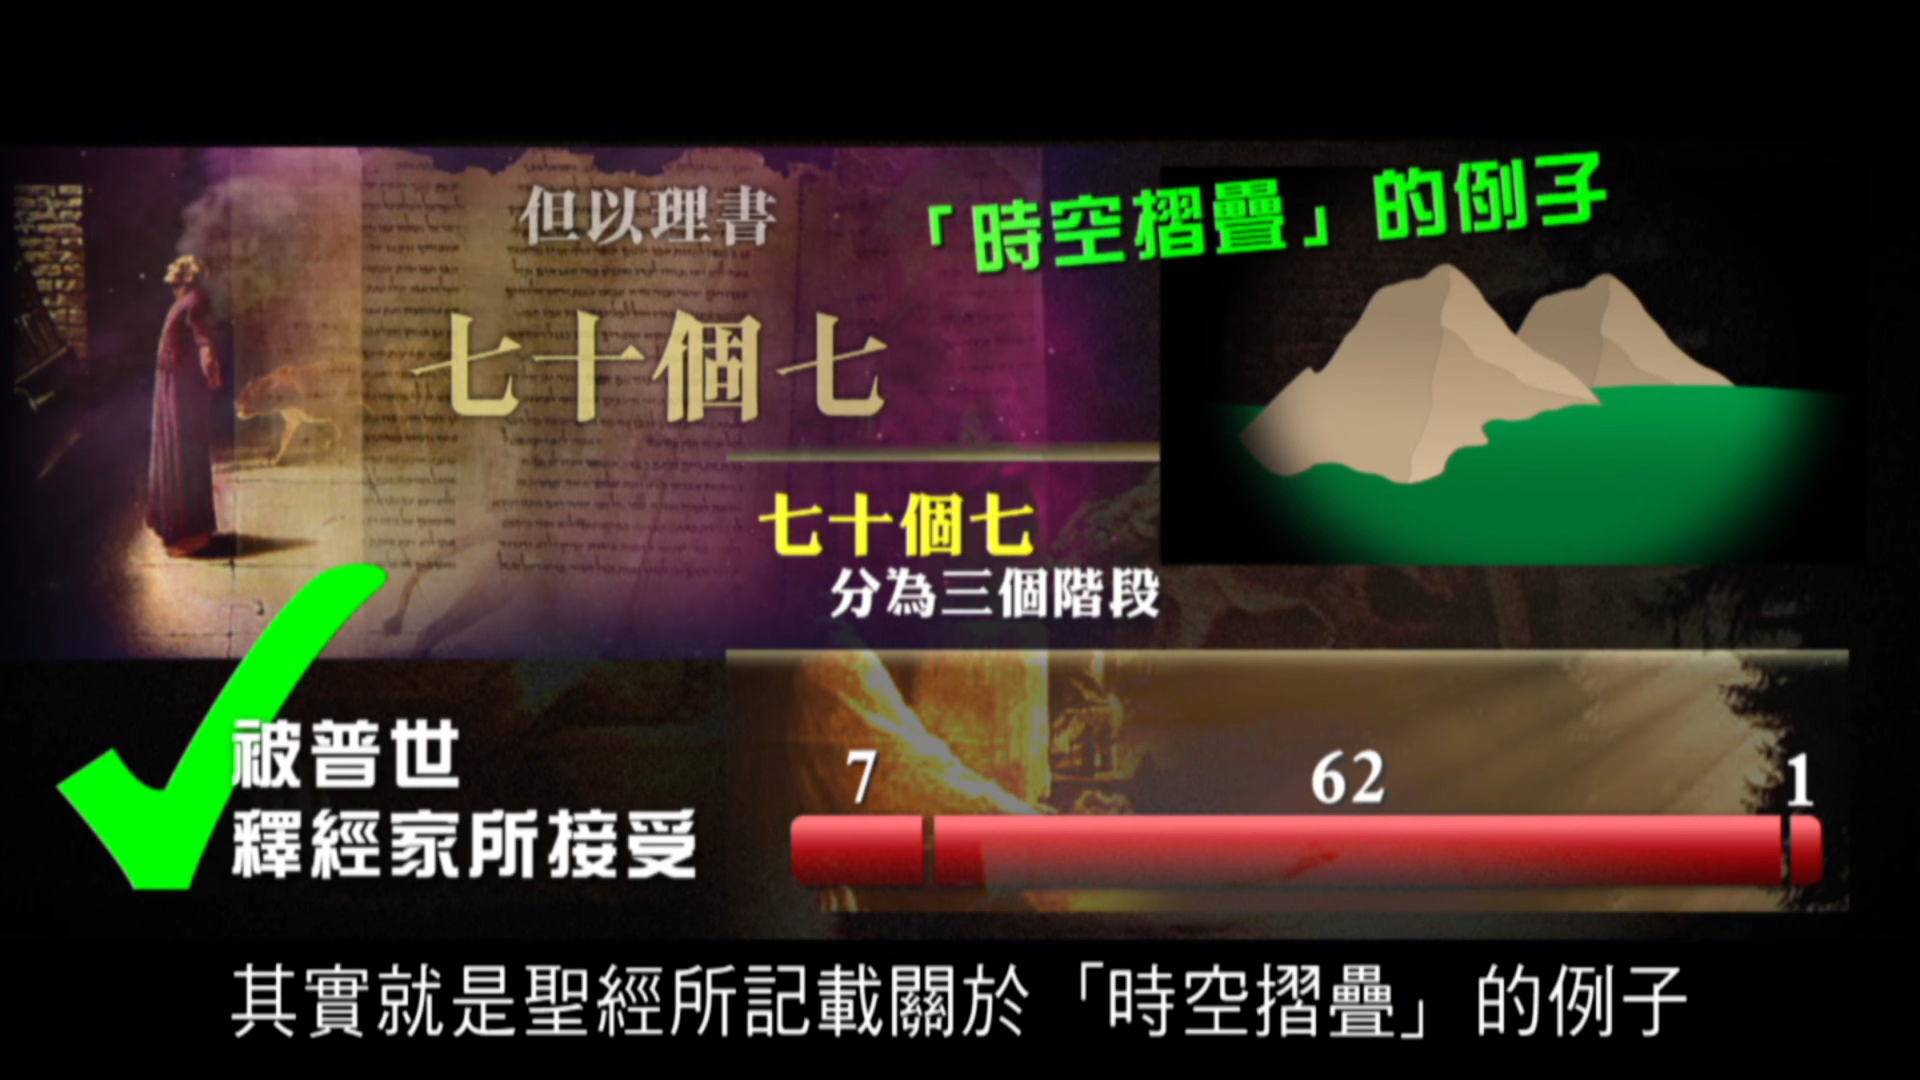 但以理書
「時空摺疊」的例子
七十個七
七十個七
分為三個階段
被普世
釋經家所接受
7 62 1
其實就是聖經所記載關於「時空摺疊」的例子